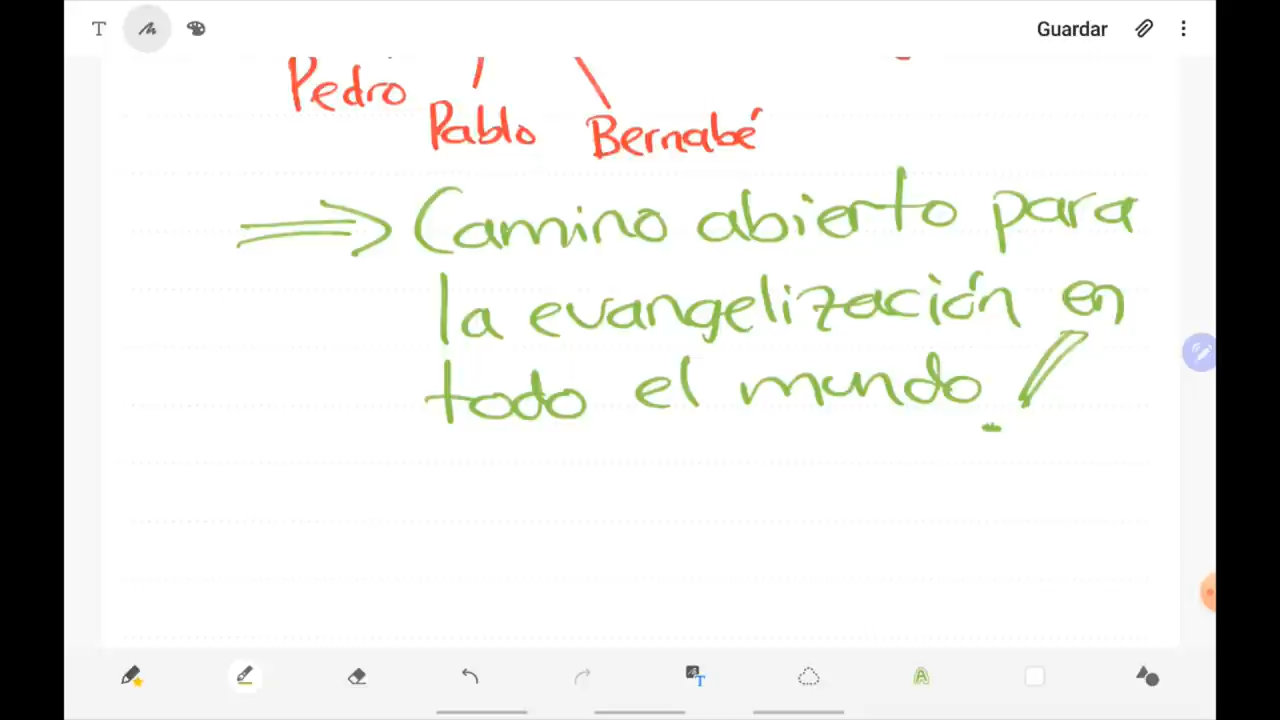 Guardar
Pedro
Pablo Bernabé
⇒ Camino abierto para
la evangelización en
todo el mundo!